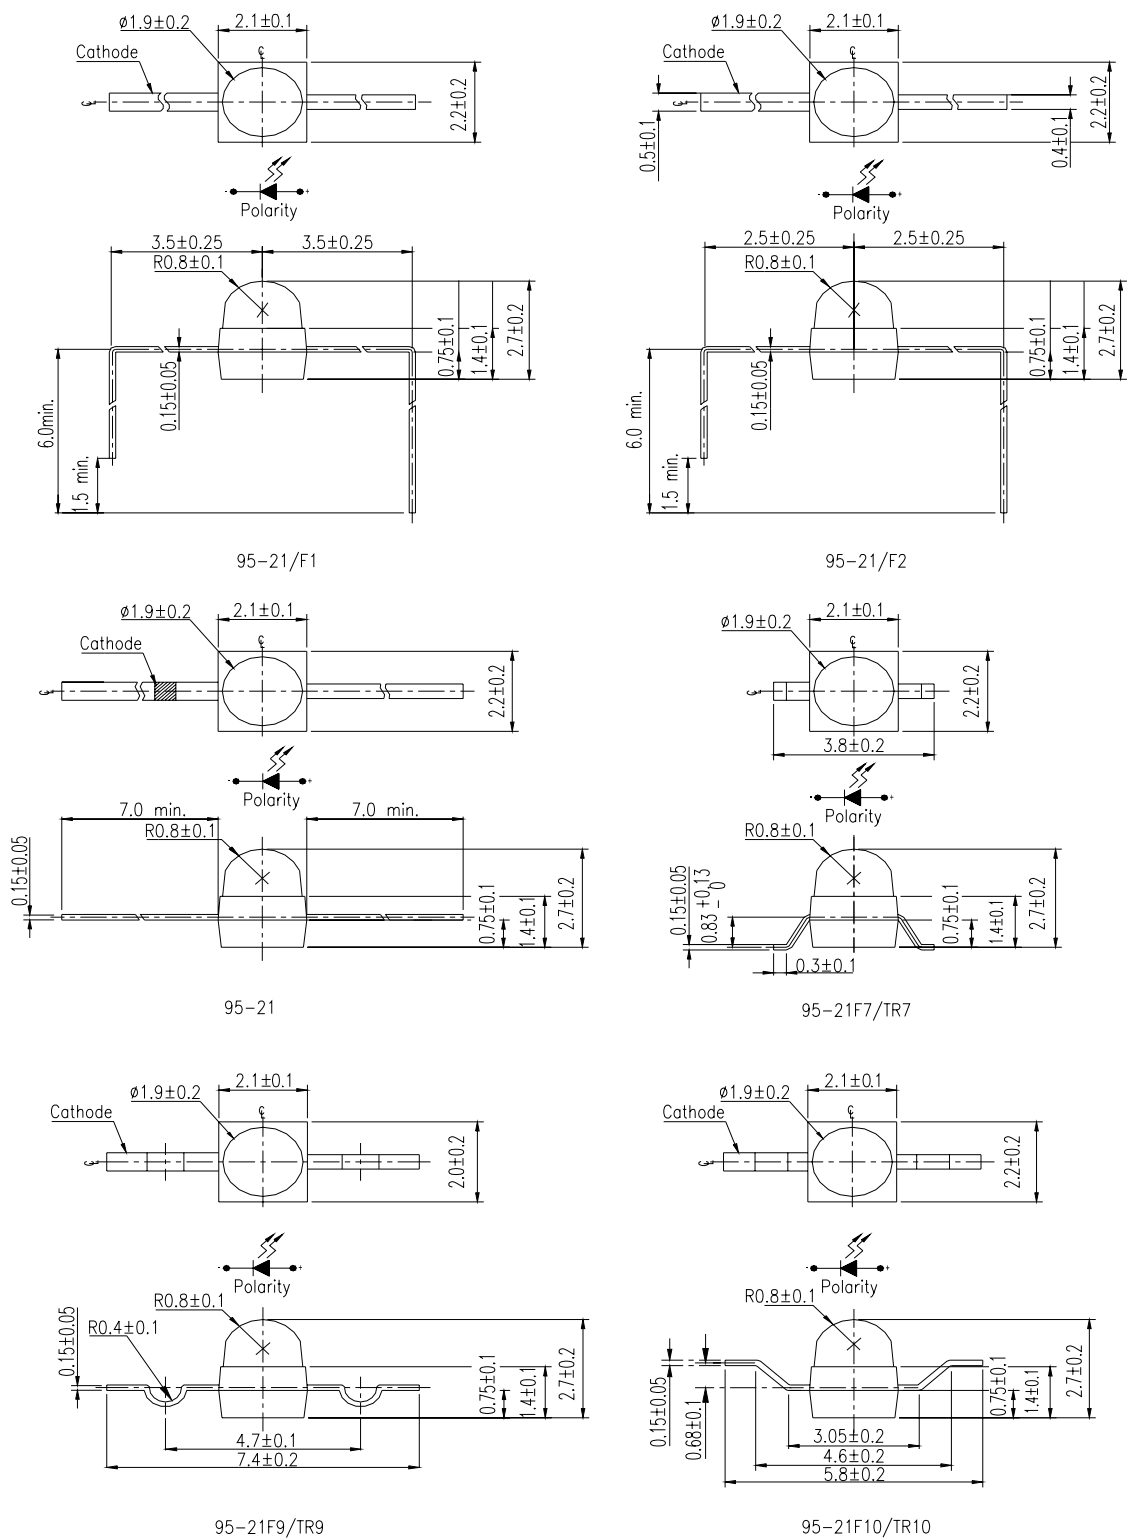 ø1.9±0.2
2.1±0.1
Cathode
℄
℄
2.2±0.2
- +
Polarity
3.5±0.25
3.5±0.25
R0.8±0.1
0.15±0.05
0.75±0.1
1.4±0.1
2.7±0.2
6.0min.
1.5 min.
95-21/F1
ø1.9±0.2
2.1±0.1
Cathode
℄
℄
0.5±0.1
0.4±0.1
2.2±0.2
- +
Polarity
2.5±0.25
2.5±0.25
R0.8±0.1
0.15±0.05
0.75±0.1
1.4±0.1
2.7±0.2
6.0 min.
1.5 min.
95-21/F2
ø1.9±0.2
2.1±0.1
Cathode
℄
℄
2.2±0.2
- +
Polarity
7.0 min.
7.0 min.
R0.8±0.1
0.15±0.05
0.75±0.1
1.4±0.1
2.7±0.2
95-21
ø1.9±0.2
2.1±0.1
℄
℄
2.2±0.2
3.8±0.2
- +
Polarity
R0.8±0.1
0.15±0.05
0.83 +0.13 -0
0.75±0.1
1.4±0.1
2.7±0.2
0.3±0.1
95-21F7/TR7
ø1.9±0.2
2.1±0.1
Cathode
℄
℄
2.0±0.2
- +
Polarity
R0.8±0.1
R0.4±0.1
0.15±0.05
0.75±0.1
1.4±0.1
2.7±0.2
4.7±0.1
7.4±0.2
95-21F9/TR9
ø1.9±0.2
2.1±0.1
Cathode
℄
℄
2.2±0.2
- +
Polarity
R0.8±0.1
0.15±0.05
0.68±0.1
0.75±0.1
1.4±0.1
2.7±0.2
3.05±0.2
4.6±0.2
5.8±0.2
95-21F10/TR10